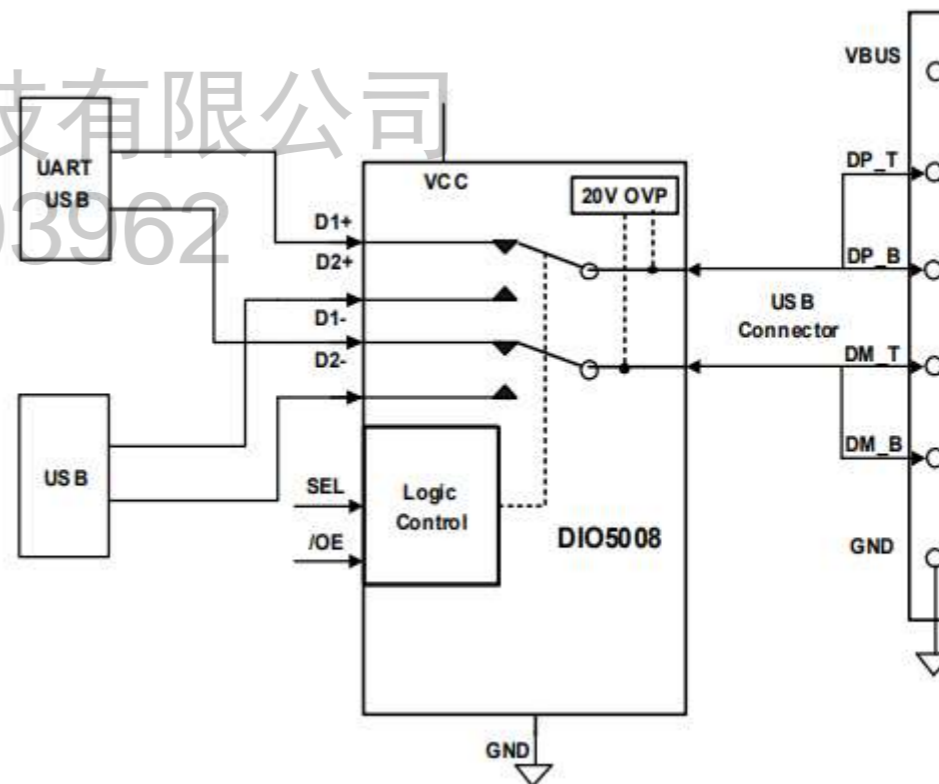 技有限公司
93962
VBUS
UART
USB
VCC
20V OVP
DP_T
D1+
D2+
DP_B
USB
Connector
D1-
D2-
DM_T
DM_B
USB
SEL
/OE
Logic
Control
DIO5008
GND
GND